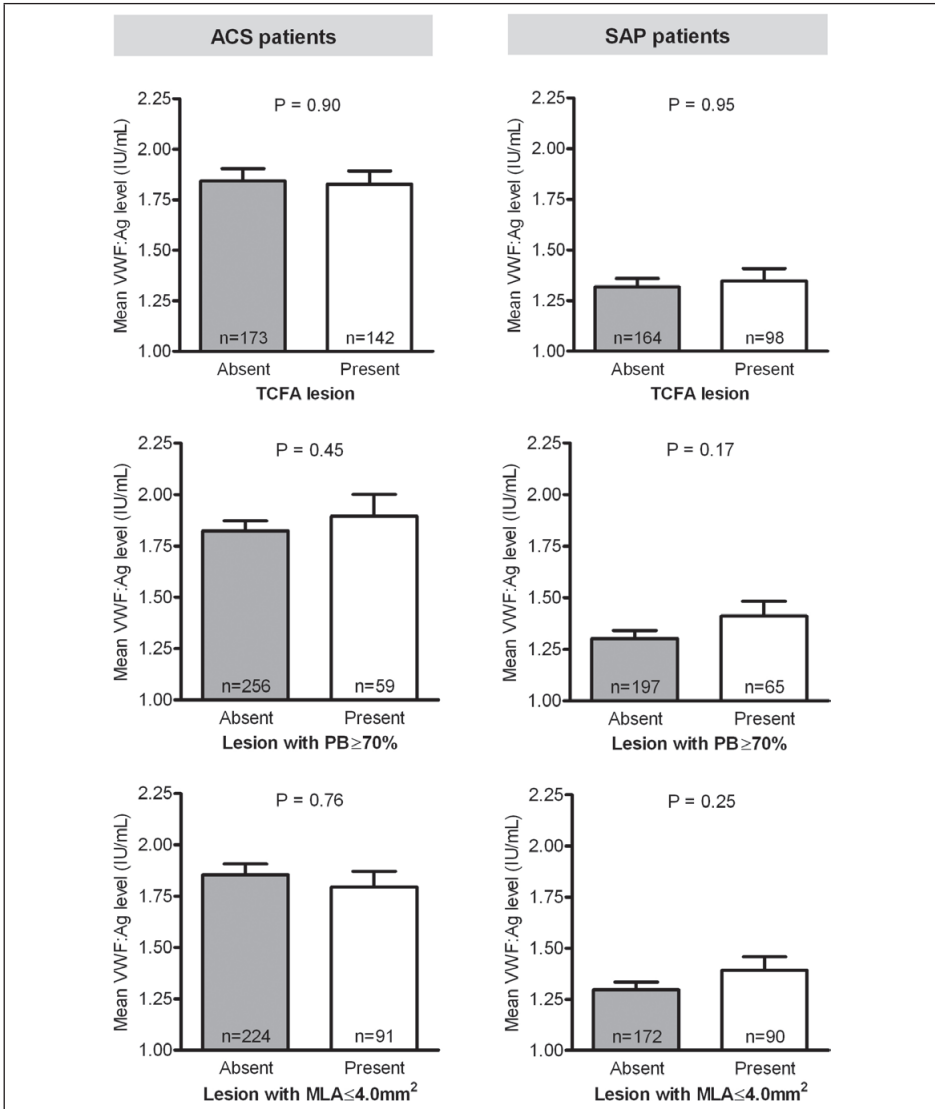 ACS patients
SAP patients
P = 0.90
Mean VWF:Ag level (IU/mL)
2.25
2.00
1.75
1.50
1.25
1.00
n=173
n=142
Absent
Present
TCFA lesion
P = 0.95
Mean VWF:Ag level (IU/mL)
2.25
2.00
1.75
1.50
1.25
1.00
n=164
n=98
Absent
Present
TCFA lesion
P = 0.45
Mean VWF:Ag level (IU/mL)
2.25
2.00
1.75
1.50
1.25
1.00
n=256
n=59
Absent
Present
Lesion with PB≥70%
P = 0.17
Mean VWF:Ag level (IU/mL)
2.25
2.00
1.75
1.50
1.25
1.00
n=197
n=65
Absent
Present
Lesion with PB≥70%
P = 0.76
Mean VWF:Ag level (IU/mL)
2.25
2.00
1.75
1.50
1.25
1.00
n=224
n=91
Absent
Present
Lesion with MLA≤4.0mm²
P = 0.25
Mean VWF:Ag level (IU/mL)
2.25
2.00
1.75
1.50
1.25
1.00
n=172
n=90
Absent
Present
Lesion with MLA≤4.0mm²